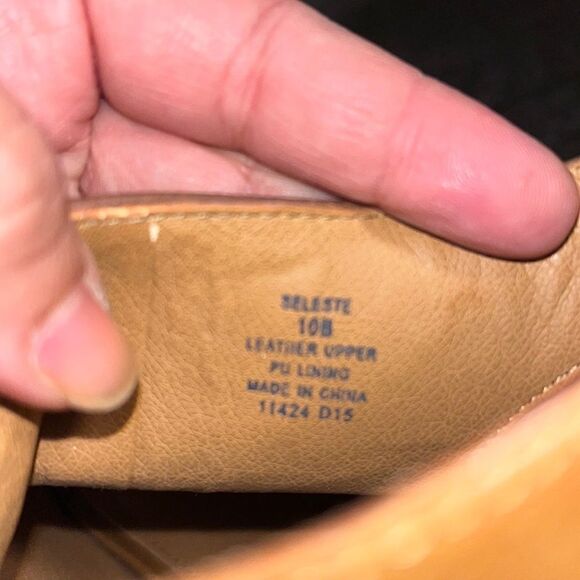 SELESTE
10B
LEATHER UPPER
PU LINING
MADE IN CHINA
11424 D15